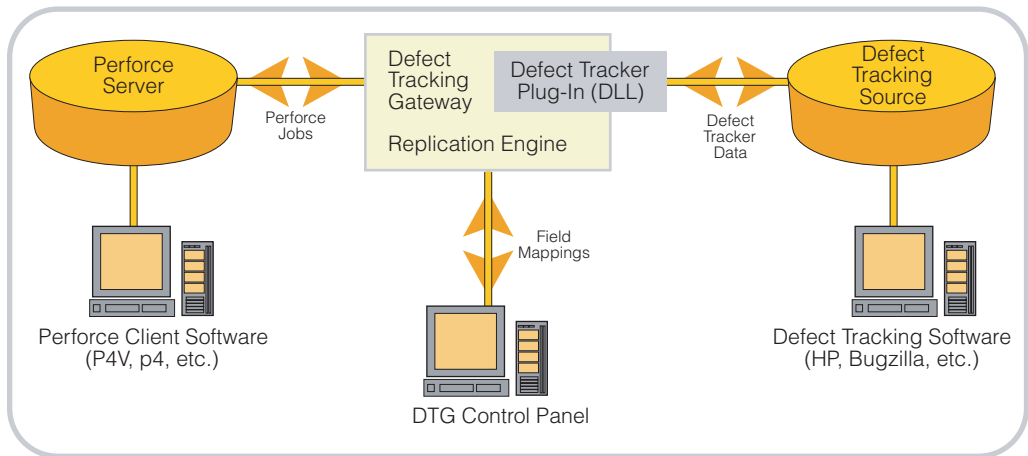 Perforce
Server
Perforce
Jobs
Defect
Tracking
Gateway
Replication Engine
Defect Tracker
Plug-In (DLL)
Defect
Tracker
Data
Defect
Tracking
Source
Field
Mappings
Perforce Client Software
(P4V, p4, etc.)
DTG Control Panel
Defect Tracking Software
(HP, Bugzilla, etc.)